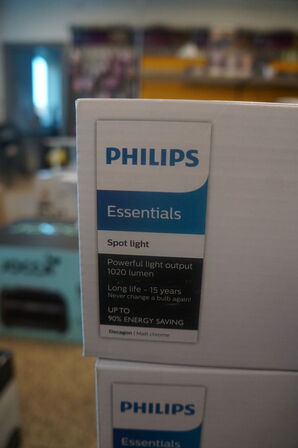 PHILIPS
Essentials
Spot light
Powerful light output
1020 lumen
Long life - 15 years
Never change a bulb again!
UP TO
90% ENERGY SAVING
Decagon | Matt chrome
PHILIPS
Essentials